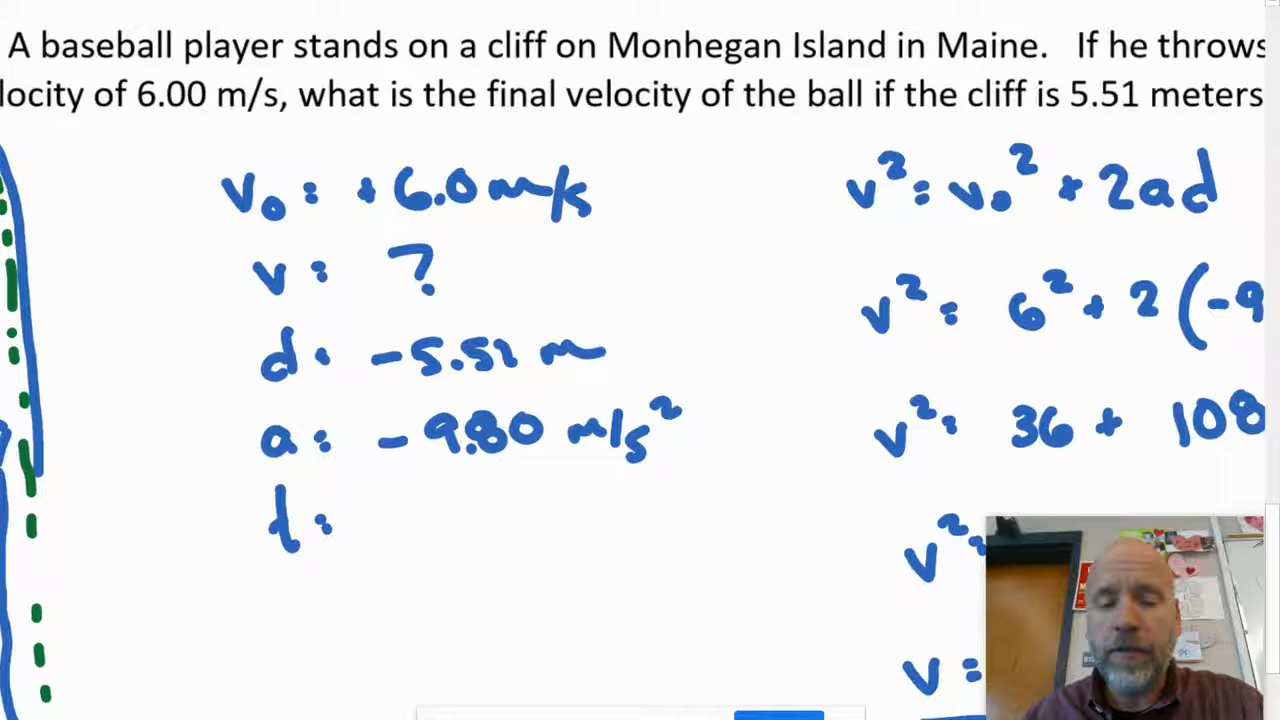 A baseball player stands on a cliff on Monhegan Island in Maine. If he throws
locity of 6.00 m/s, what is the final velocity of the ball if the cliff is 5.51 meters
v₀ = +6.0 m/s
v = ?
d = -5.51 m
a = -9.80 m/s²
t =
v² = v₀² + 2ad
v² = 6² + 2(-9
v² = 36 + 108
v² =
v =